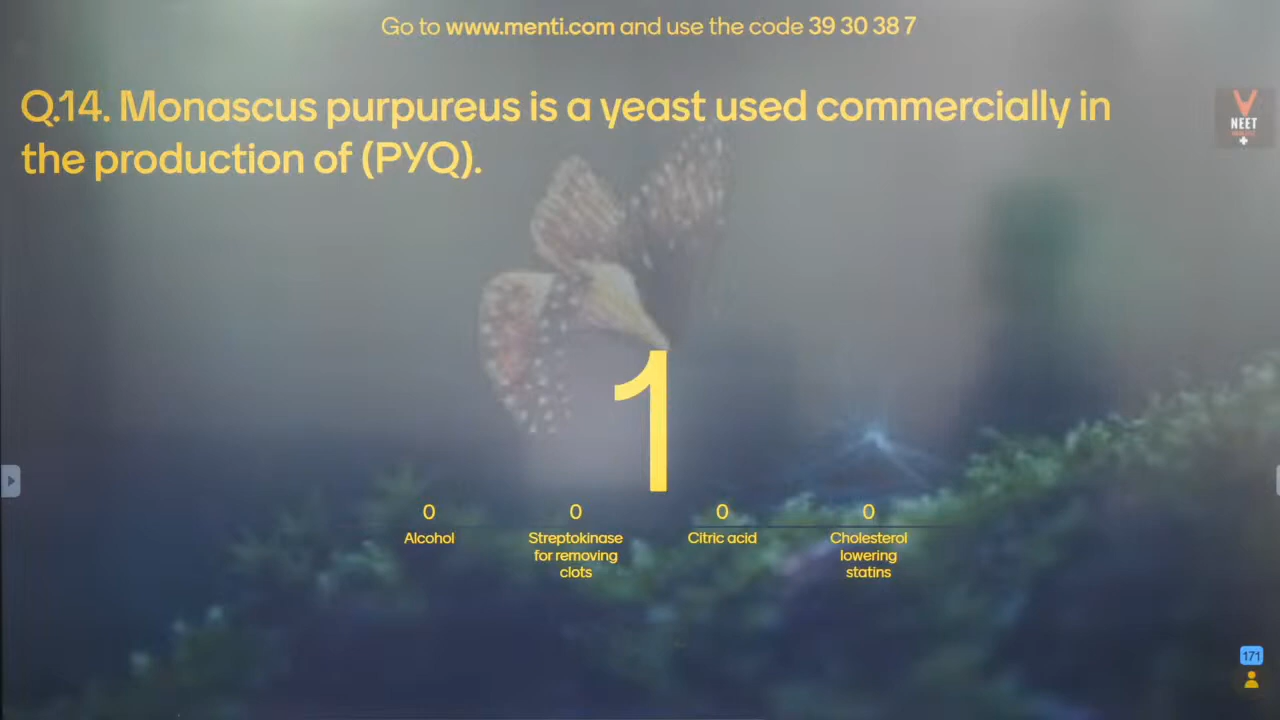 Go to www.menti.com and use the code 39 30 38 7
Q.14. Monascus purpureus is a yeast used commercially in
the production of (PYQ).
NEET
1
0 0 0 0
Alcohol Streptokinase Citric acid Cholesterol
for removing lowering
clots statins
171